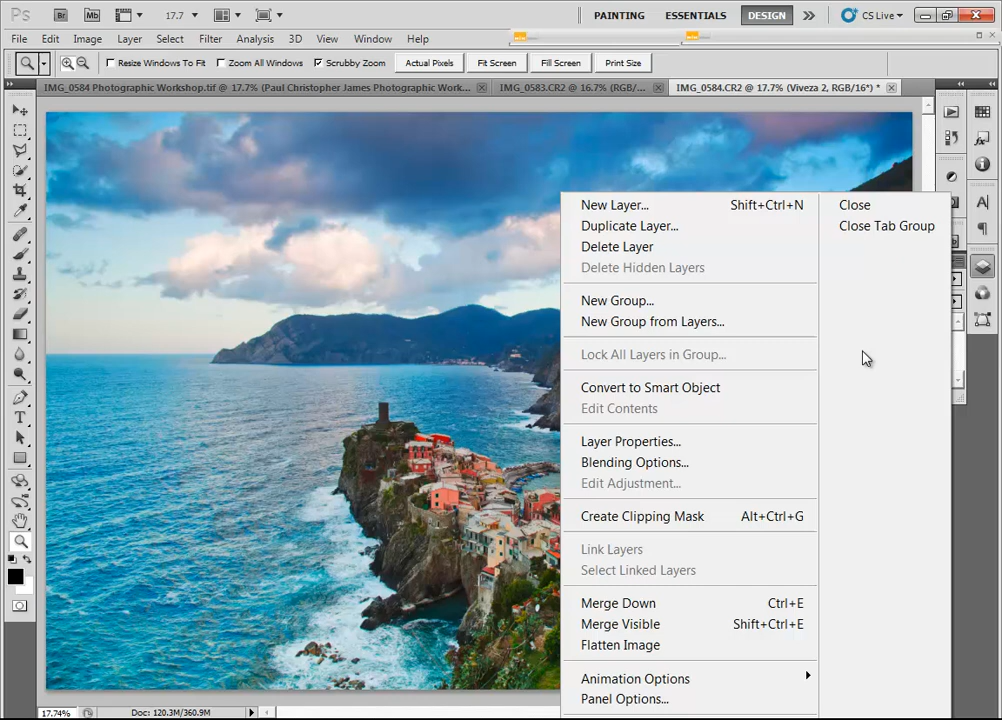 Ps Br Mb 17.7 PAINTING ESSENTIALS DESIGN CS Live
File Edit Image Layer Select Filter Analysis 3D View Window Help
Resize Windows To Fit Zoom All Windows Scrubby Zoom Actual Pixels Fit Screen Fill Screen Print Size
IMG_0584 Photographic Workshop.tif @ 17.7% (Paul Christopher James Photographic Work... IMG_0583.CR2 @ 16.7% (RGB/... IMG_0584.CR2 @ 17.7% (Viveza 2, RGB/16*) *
New Layer... Shift+Ctrl+N Close
Duplicate Layer... Close Tab Group
Delete Layer
Delete Hidden Layers
New Group...
New Group from Layers...
Lock All Layers in Group...
Convert to Smart Object
Edit Contents
Layer Properties...
Blending Options...
Edit Adjustment...
Create Clipping Mask Alt+Ctrl+G
Link Layers
Select Linked Layers
Merge Down Ctrl+E
Merge Visible Shift+Ctrl+E
Flatten Image
Animation Options
Panel Options...
17.74% Doc: 120.3M/360.9M